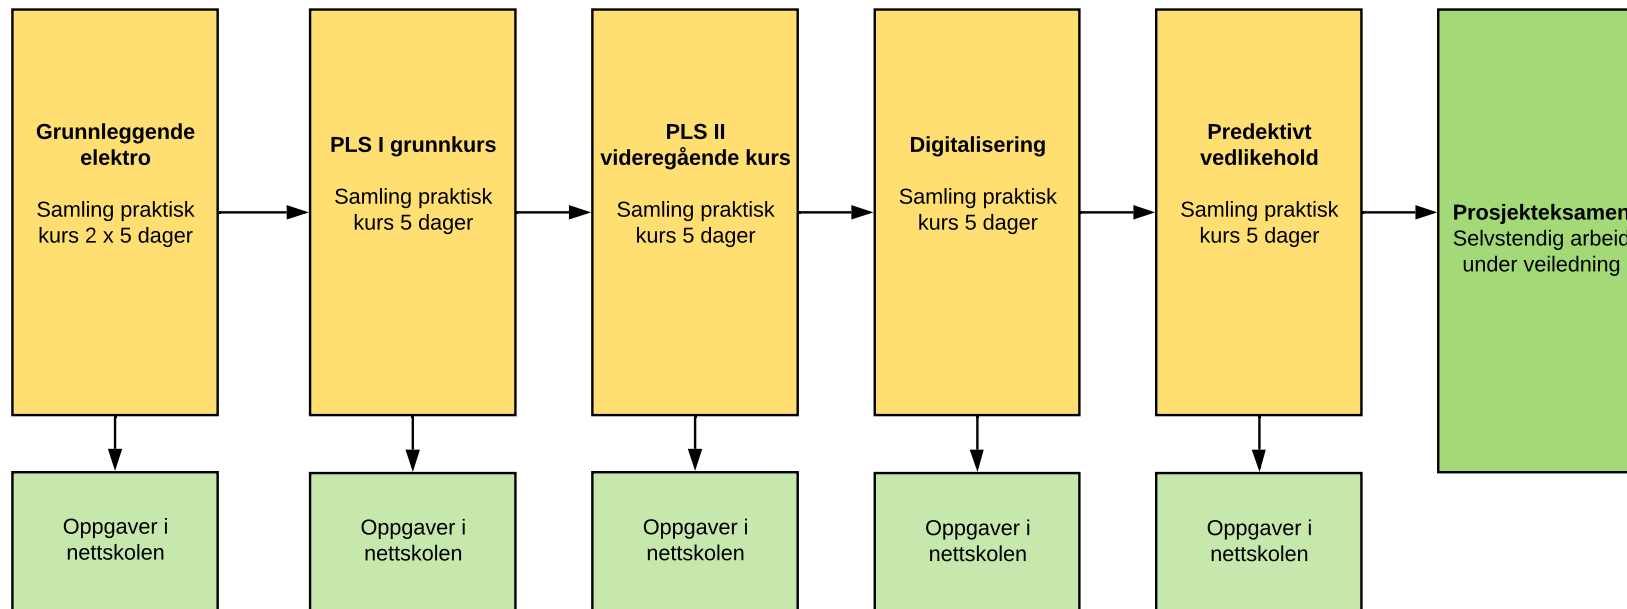 Grunnleggende
elektro
Samling praktisk
kurs 2 x 5 dager
PLS I grunnkurs
Samling praktisk
kurs 5 dager
PLS II
videregående kurs
Samling praktisk
kurs 5 dager
Digitalisering
Samling praktisk
kurs 5 dager
Predektivt
vedlikehold
Samling praktisk
kurs 5 dager
Prosjekteksamen
Selvstendig arbeid
under veiledning
Oppgaver i
nettskolen
Oppgaver i
nettskolen
Oppgaver i
nettskolen
Oppgaver i
nettskolen
Oppgaver i
nettskolen